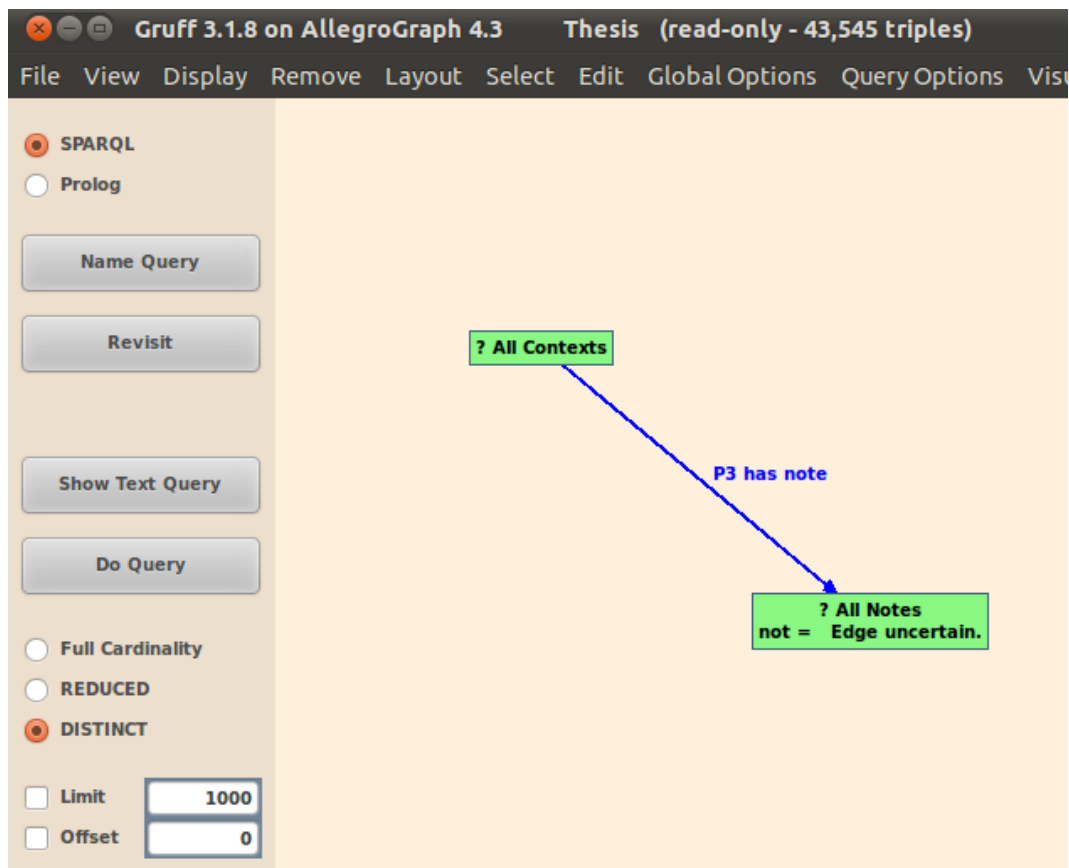 Gruff 3.1.8 on AllegroGraph 4.3 Thesis (read-only - 43,545 triples)
File View Display Remove Layout Select Edit Global Options Query Options Visu
SPARQL
Prolog
Name Query
Revisit
Show Text Query
Do Query
Full Cardinality
REDUCED
DISTINCT
Limit 1000
Offset 0
? All Contexts
P3 has note
? All Notes
not = Edge uncertain.